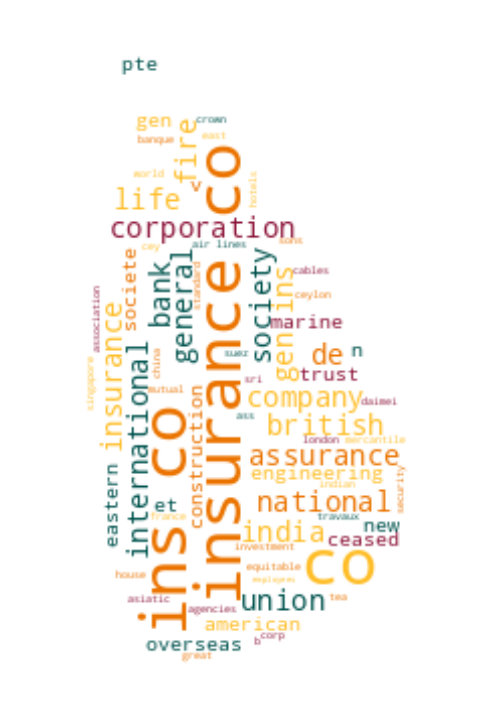 pte
gen
crown
banque
fire
east
world
insurance co
hotels
v
life
corporation
cey
air lines
sons
societe
bank
general
standard
society
gen ins
cables
association
ceylon
insurance
marine
china
suez
de
n
singapore
international
sri
trust
mutual
ins co
construction
company
daimei
ass
british
london
mercantile
assurance
eastern
engineering
security
indian
et
national
france
travaux
new
india
ceased
investment
co
house
equitable
employees
asiatic
agencies
union
tea
american
b
corp
overseas
great